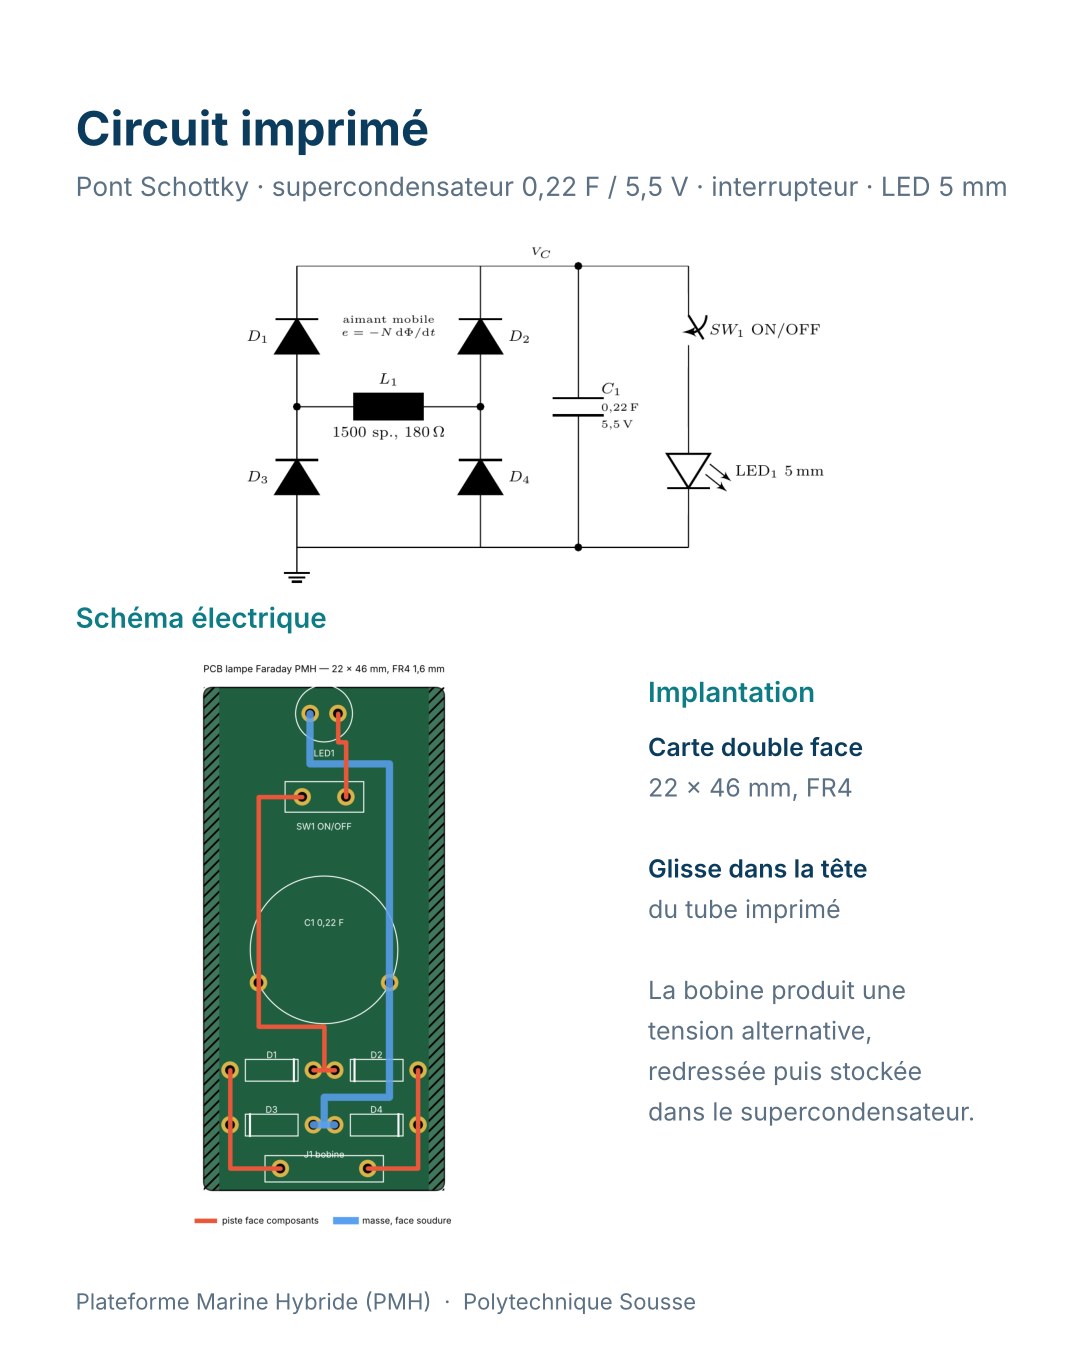 Circuit imprimé
Pont Schottky · supercondensateur 0,22 F / 5,5 V · interrupteur · LED 5 mm
V_C
D₁
aimant mobile
e = −N dΦ/dt
D₂
SW₁ ON/OFF
L₁
1500 sp., 180 Ω
C₁
0,22 F
5,5 V
D₃
D₄
LED₁ 5 mm
Schéma électrique
PCB lampe Faraday PMH — 22 × 46 mm, FR4 1,6 mm
LED1
SW1 ON/OFF
C1 0,22 F
D1
D2
D3
D4
J1 bobine
piste face composants
masse, face soudure
Implantation
Carte double face
22 × 46 mm, FR4
Glisse dans la tête
du tube imprimé
La bobine produit une
tension alternative,
redressée puis stockée
dans le supercondensateur.
Plateforme Marine Hybride (PMH) · Polytechnique Sousse